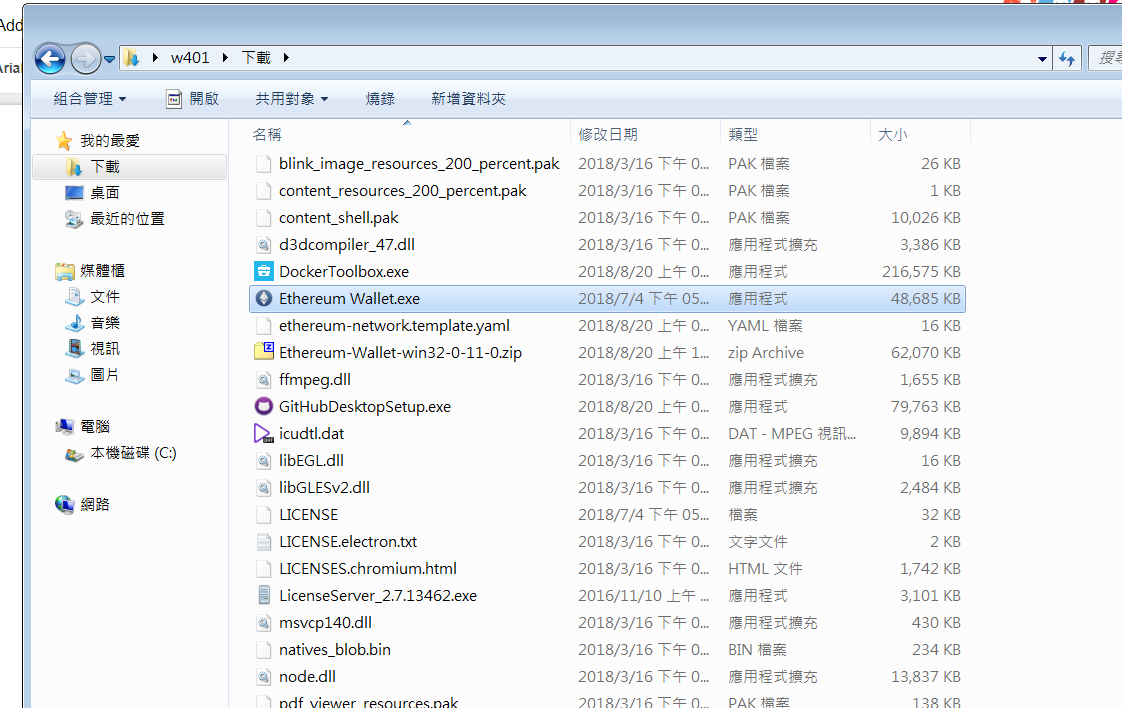 Add
Arial
w401 下載
搜尋
組合管理 開啟 共用對象 燒錄 新增資料夾
我的最愛
下載
桌面
最近的位置
媒體櫃
文件
音樂
視訊
圖片
電腦
本機磁碟 (C:)
網路
名稱 修改日期 類型 大小
blink_image_resources_200_percent.pak 2018/3/16 下午 0... PAK 檔案 26 KB
content_resources_200_percent.pak 2018/3/16 下午 0... PAK 檔案 1 KB
content_shell.pak 2018/3/16 下午 0... PAK 檔案 10,026 KB
d3dcompiler_47.dll 2018/3/16 下午 0... 應用程式擴充 3,386 KB
DockerToolbox.exe 2018/8/20 上午 0... 應用程式 216,575 KB
Ethereum Wallet.exe 2018/7/4 下午 05... 應用程式 48,685 KB
ethereum-network.template.yaml 2018/8/20 上午 0... YAML 檔案 16 KB
Ethereum-Wallet-win32-0-11-0.zip 2018/8/20 上午 1... zip Archive 62,070 KB
ffmpeg.dll 2018/3/16 下午 0... 應用程式擴充 1,655 KB
GitHubDesktopSetup.exe 2018/8/20 上午 0... 應用程式 79,763 KB
icudtl.dat 2018/3/16 下午 0... DAT - MPEG 視訊... 9,894 KB
libEGL.dll 2018/3/16 下午 0... 應用程式擴充 16 KB
libGLESv2.dll 2018/3/16 下午 0... 應用程式擴充 2,484 KB
LICENSE 2018/7/4 下午 05... 檔案 32 KB
LICENSE.electron.txt 2018/3/16 下午 0... 文字文件 2 KB
LICENSES.chromium.html 2018/3/16 下午 0... HTML 文件 1,742 KB
LicenseServer_2.7.13462.exe 2016/11/10 上午 ... 應用程式 3,101 KB
msvcp140.dll 2018/3/16 下午 0... 應用程式擴充 430 KB
natives_blob.bin 2018/3/16 下午 0... BIN 檔案 234 KB
node.dll 2018/3/16 下午 0... 應用程式擴充 13,837 KB
pdf_viewer_resources.pak 2018/3/16 下午 0... PAK 檔案 138 KB